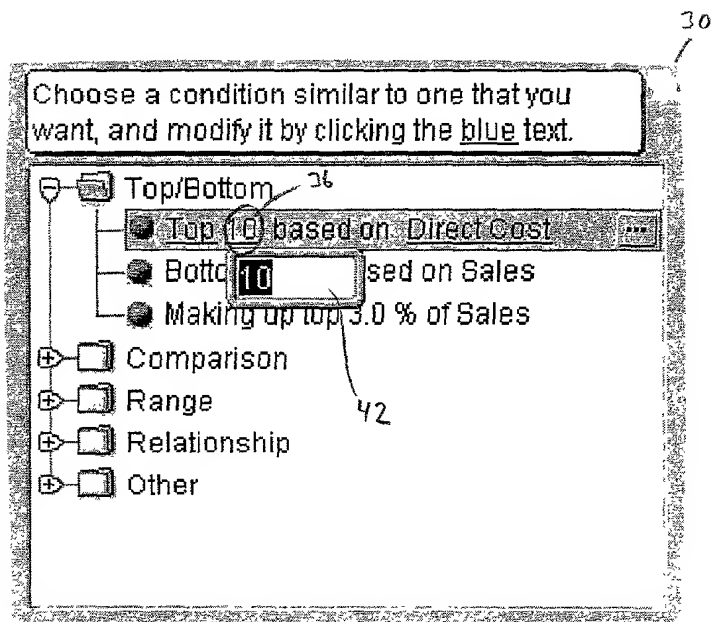 30
Choose a condition similar to one that you
want, and modify it by clicking the blue text.
Top/Bottom
36
Top 10 based on Direct Cost ...
Botto sed on Sales
10
Making up top 3.0 % of Sales
Comparison
Range
42
Relationship
Other